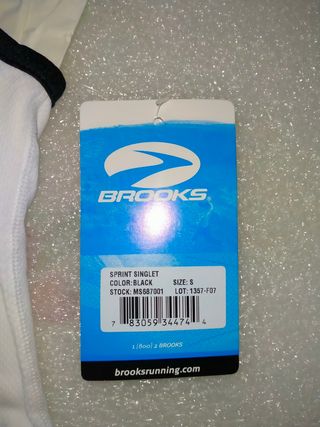 BROOKS
SPRINT SINGLET
COLOR: BLACK SIZE: S
STOCK: MS687001 LOT: 1357-F07
7 83059 34474 4
1 (800) 2 BROOKS
brooksrunning.com